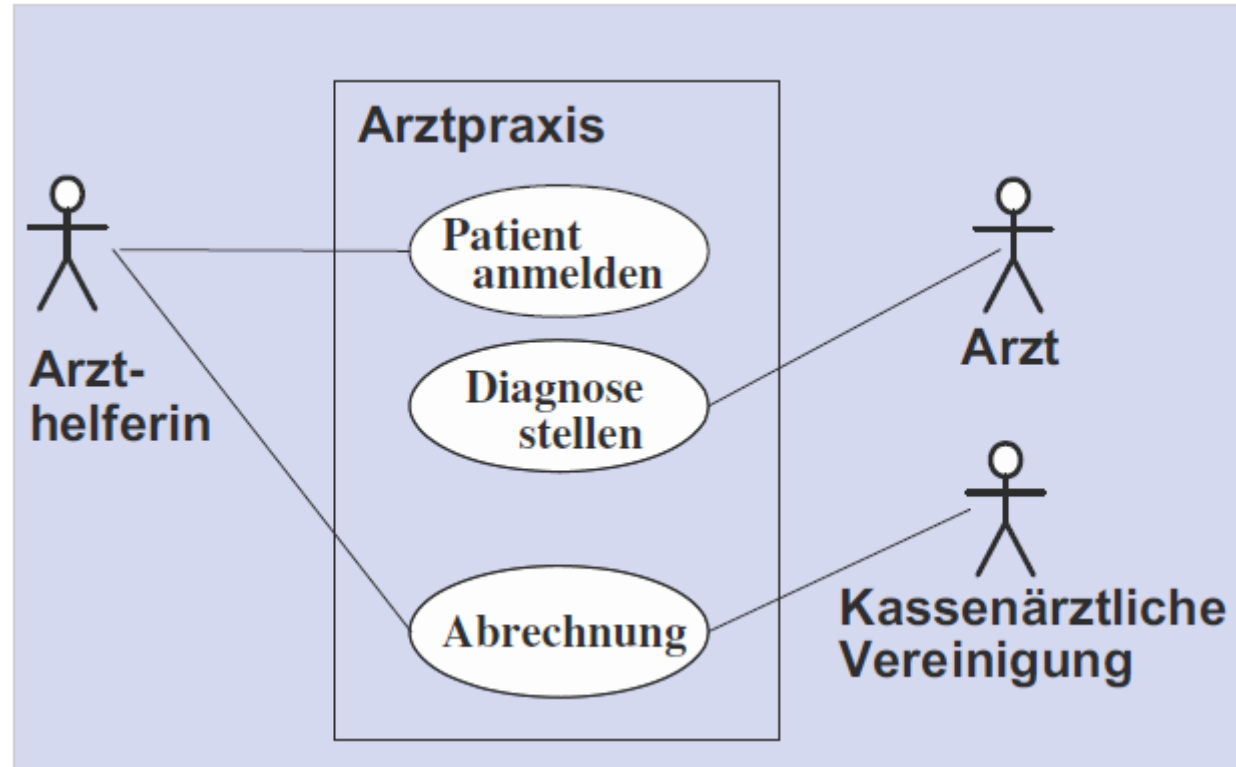 Arztpraxis
Patient
anmelden
Diagnose
stellen
Abrechnung
Arzt-
helferin
Arzt
Kassenärztliche
Vereinigung